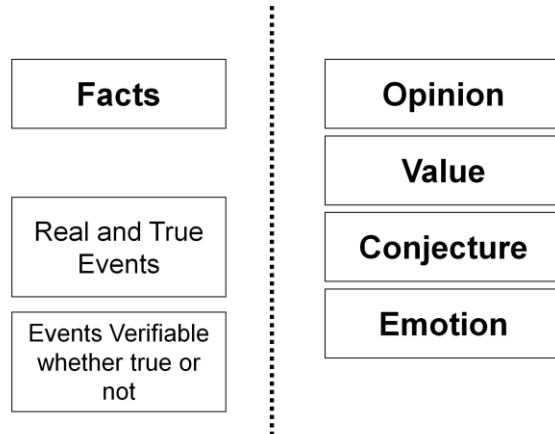 Facts
Real and True
Events
Events Verifiable
whether true or
not
Opinion
Value
Conjecture
Emotion